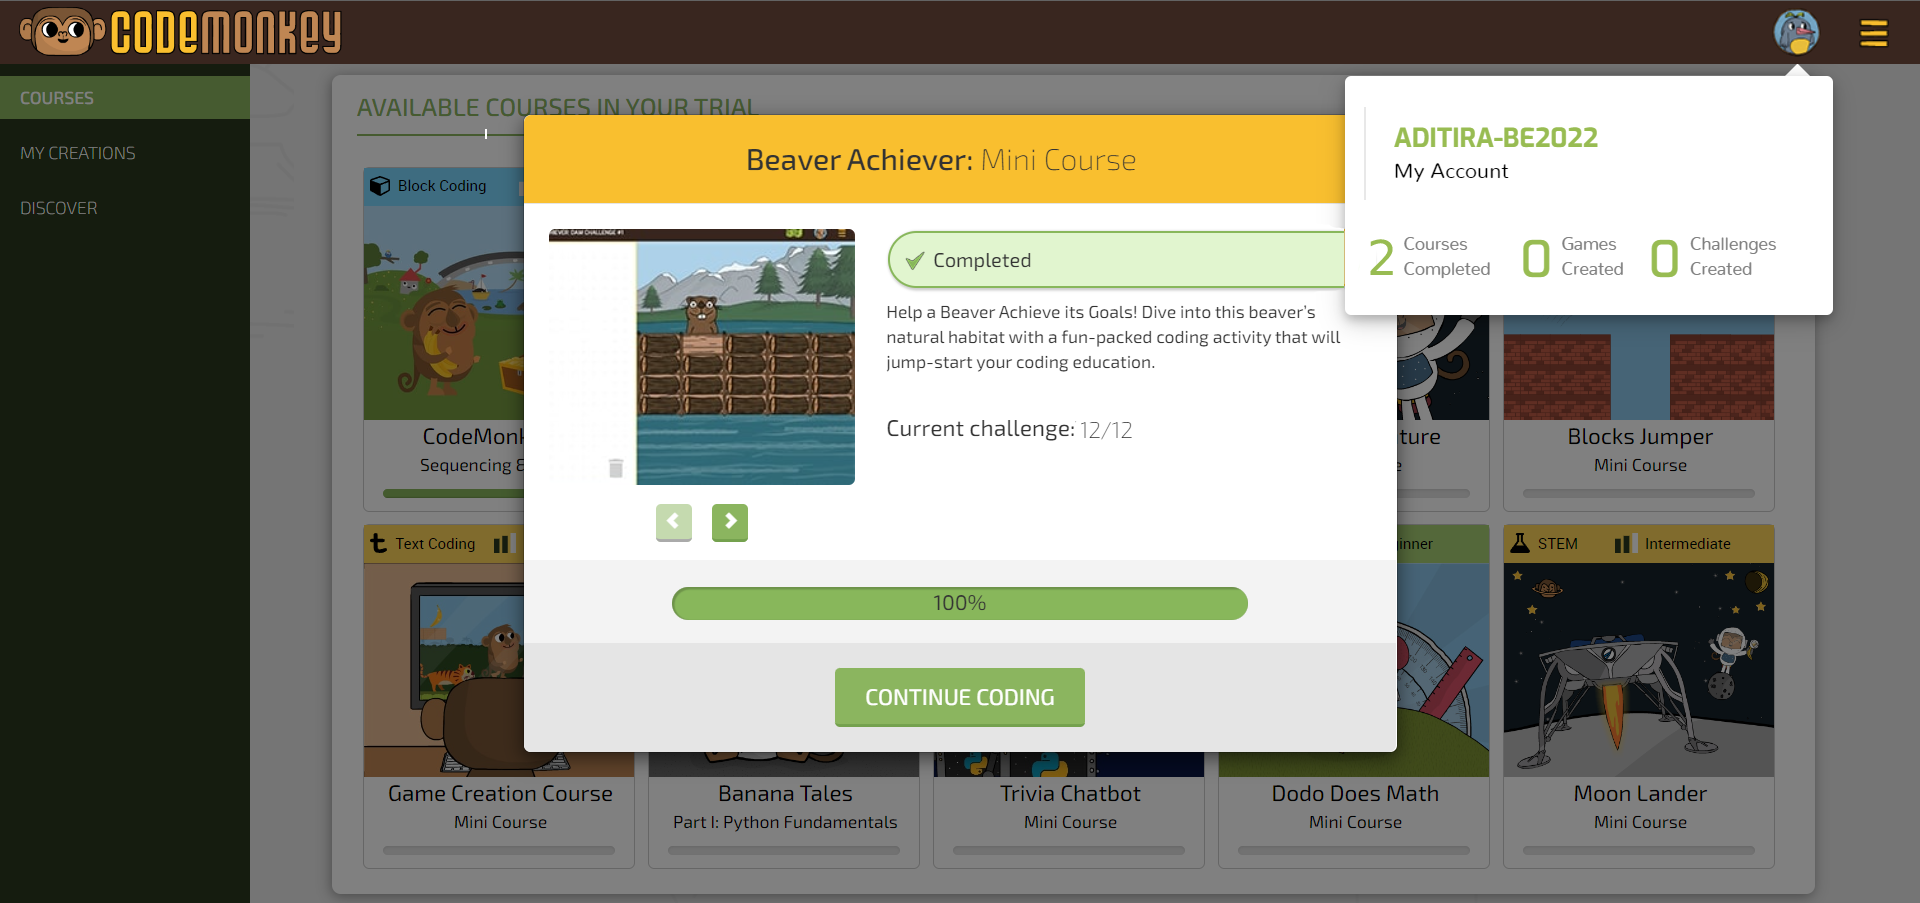 CODEMONKEY
COURSES
MY CREATIONS
DISCOVER
AVAILABLE COURSES IN YOUR TRIAL
ADITIRA-BE2022
My Account
2 Courses Completed
0 Games Created
0 Challenges Created
Beaver Achiever: Mini Course
Completed
Help a Beaver Achieve its Goals! Dive into this beaver's
natural habitat with a fun-packed coding activity that will
jump-start your coding education.
Current challenge: 12/12
100%
CONTINUE CODING
Block Coding
CodeMonk
Sequencing &
ture
Blocks Jumper
Mini Course
Text Coding
inner
STEM Intermediate
Game Creation Course
Mini Course
Banana Tales
Part I: Python Fundamentals
Trivia Chatbot
Mini Course
Dodo Does Math
Mini Course
Moon Lander
Mini Course